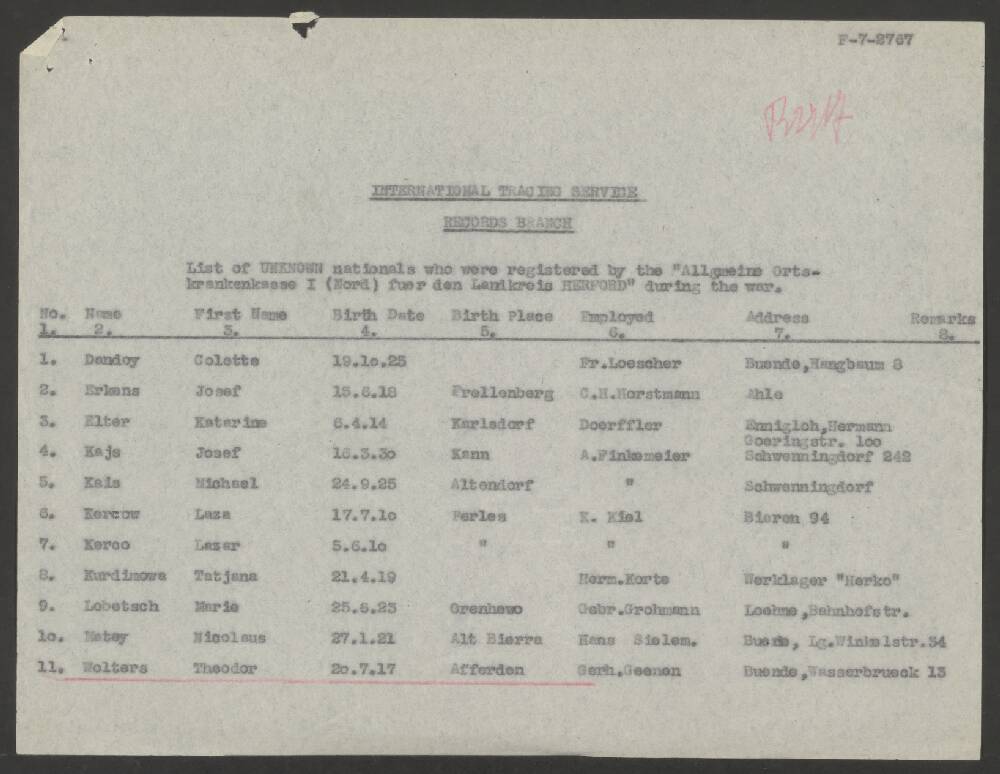 F-7-2767
INTERNATIONAL TRACING SERVICE
RECORDS BRANCH
List of UNKNOWN nationals who were registered by the "Allgemeine Orts-
krankenkasse I (Nord) fuer den Landkreis HERFORD" during the war.
No. Name First Name Birth Date Birth Place Employed Address Remarks
1. 2. 3. 4. 5. 6. 7. 8.
1. Dandoy Colette 19.1o.25 Fr.Loescher Buende,Hangbaum 8
2. Erkens Josef 15.6.18 Frellenberg C.H.Horstmann Ahle
3. Elter Katarine 6.4.14 Karlsdorf Doerffler Ennigloh,Hermann
Goeringstr. 1oo
4. Kajs Josef 16.3.3o Kann A.Finkemeier Schwenningdorf 242
5. Kais Michael 24.9.25 Altendorf " Schwenningdorf
6. Kercow Laza 17.7.1o Perles K. Kiel Bieren 94
7. Keroo Lazar 5.6.1o " " "
8. Kurdimowa Tatjana 21.4.19 Herm.Korte Werklager "Herko"
9. Lobetsch Marie 25.6.23 Orenhewo Gebr.Grohmann Loehne,Bahnhofstr.
1o. Matey Nicolaus 27.1.21 Alt Bierra Hans Sielem. Buende, Lg.Winkelstr.34
11. Wolters Theodor 2o.7.17 Afferden Gerh.Geenen Buende,Wasserbrueck 13